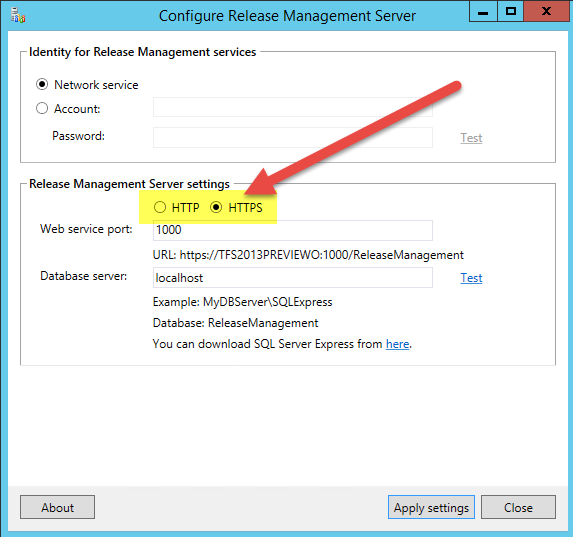 Configure Release Management Server
Identity for Release Management services
Network service
Account:
Password:
Test
Release Management Server settings
HTTP HTTPS
Web service port: 1000
URL: https://TFS2013PREVIEWO:1000/ReleaseManagement
Database server: localhost Test
Example: MyDBServer\SQLExpress
Database: ReleaseManagement
You can download SQL Server Express from here.
About Apply settings Close